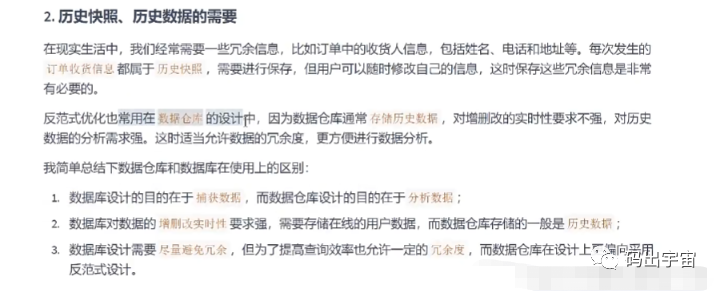 2. 历史快照、历史数据的需要
在现实生活中，我们经常需要一些冗余信息，比如订单中的收货人信息，包括姓名、电话和地址等。每次发生的
订单收货信息 都属于 历史快照 ，需要进行保存，但用户可以随时修改自己的信息，这时保存这些冗余信息是非常
有必要的。
反范式优化也常用在 数据仓库 的设计中，因为数据仓库通常 存储历史数据 ，对增删改的实时性要求不强，对历史
数据的分析需求强。这时适当允许数据的冗余度，更方便进行数据分析。
我简单总结下数据仓库和数据库在使用上的区别：
1. 数据库设计的目的在于 捕获数据 ，而数据仓库设计的目的在于 分析数据 ；
2. 数据库对数据的 增删改实时性 要求强，需要存储在线的用户数据，而数据仓库存储的一般是 历史数据 ；
3. 数据库设计需要 尽量避免冗余 ，但为了提高查询效率也允许一定的 冗余度 ，而数据仓库在设计上 偏向采用
反范式设计。
码出宇宙